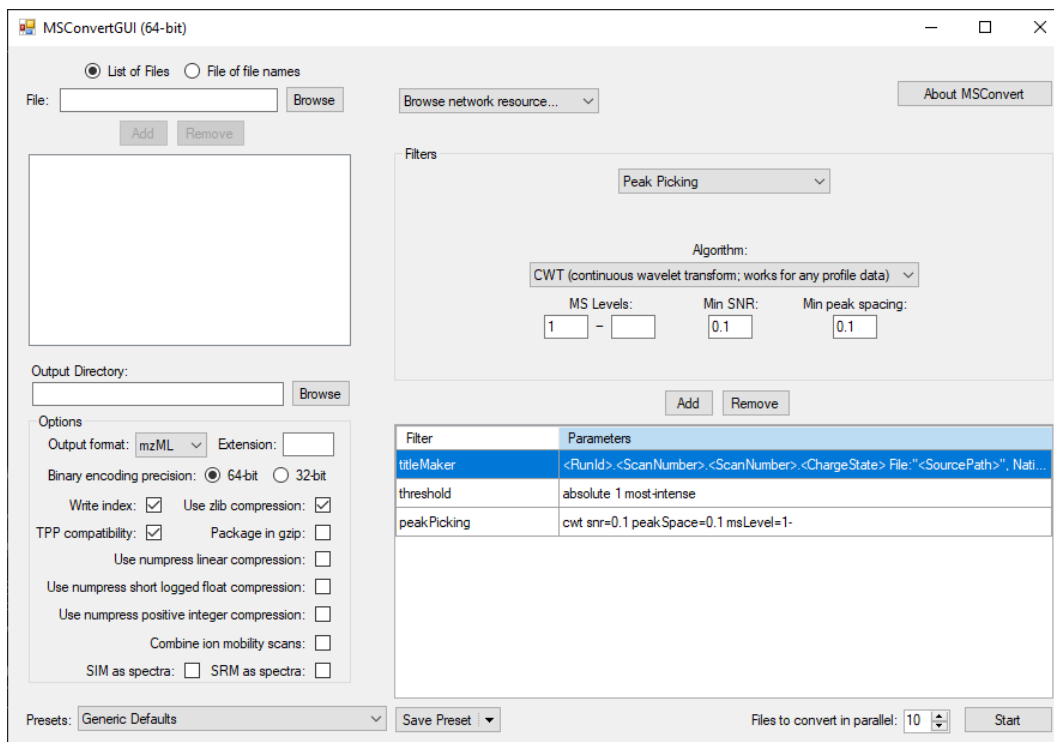 MSConvertGUI (64-bit)
List of Files File of file names
File: Browse
Add Remove
Browse network resource...
About MSConvert
Filters
Peak Picking
Algorithm:
CWT (continuous wavelet transform; works for any profile data)
MS Levels: Min SNR: Min peak spacing:
1 – 0.1 0.1
Output Directory:
Browse
Add Remove
Options
Output format: mzML Extension:
Binary encoding precision: 64-bit 32-bit
Write index: Use zlib compression:
TPP compatibility: Package in gzip:
Use numpress linear compression:
Use numpress short logged float compression:
Use numpress positive integer compression:
Combine ion mobility scans:
SIM as spectra: SRM as spectra:
Filter Parameters
titleMaker <RunId>.<ScanNumber>.<ScanNumber>.<ChargeState> File:"<SourcePath>", Nati...
threshold absolute 1 most-intense
peakPicking cwt snr=0.1 peakSpace=0.1 msLevel=1-
Presets: Generic Defaults
Save Preset
Files to convert in parallel: 10 Start